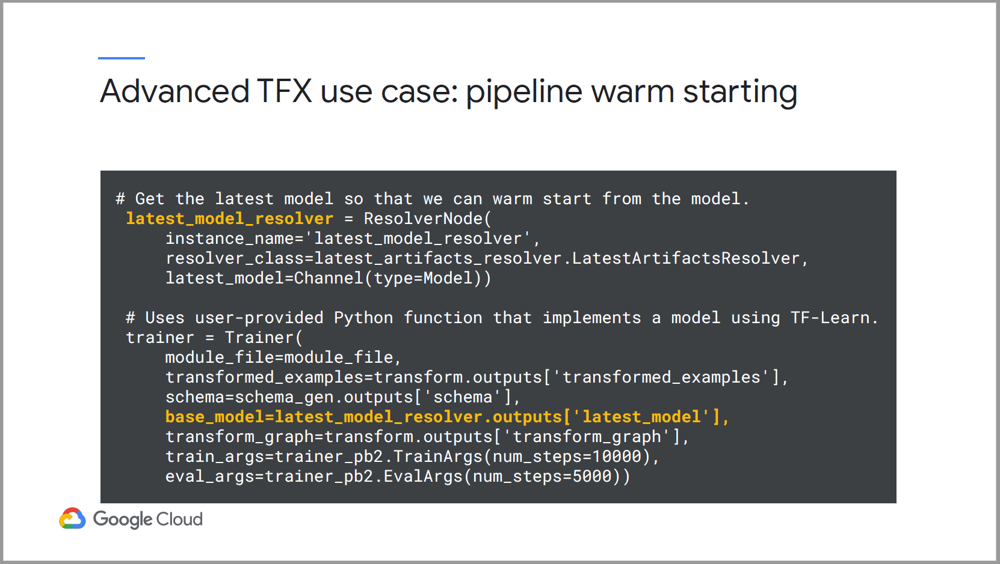 Advanced TFX use case: pipeline warm starting
# Get the latest model so that we can warm start from the model.
latest_model_resolver = ResolverNode(
instance_name='latest_model_resolver',
resolver_class=latest_artifacts_resolver.LatestArtifactsResolver,
latest_model=Channel(type=Model))
# Uses user-provided Python function that implements a model using TF-Learn.
trainer = Trainer(
module_file=module_file,
transformed_examples=transform.outputs['transformed_examples'],
schema=schema_gen.outputs['schema'],
base_model=latest_model_resolver.outputs['latest_model'],
transform_graph=transform.outputs['transform_graph'],
train_args=trainer_pb2.TrainArgs(num_steps=10000),
eval_args=trainer_pb2.EvalArgs(num_steps=5000))
Google Cloud